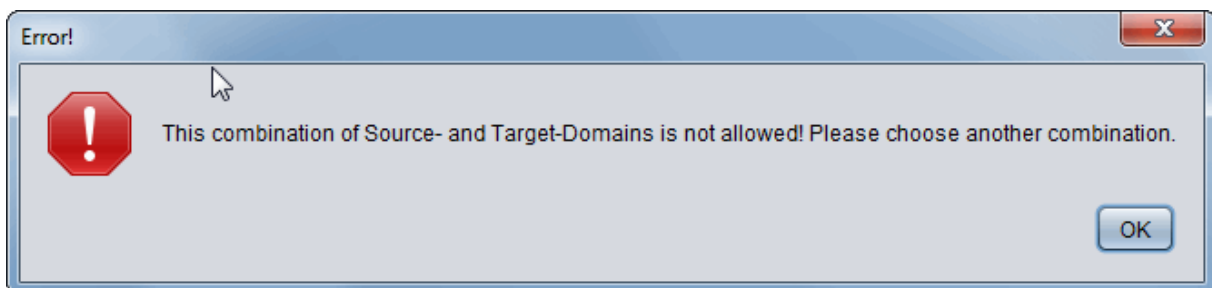 Error!
This combination of Source- and Target-Domains is not allowed! Please choose another combination.
OK